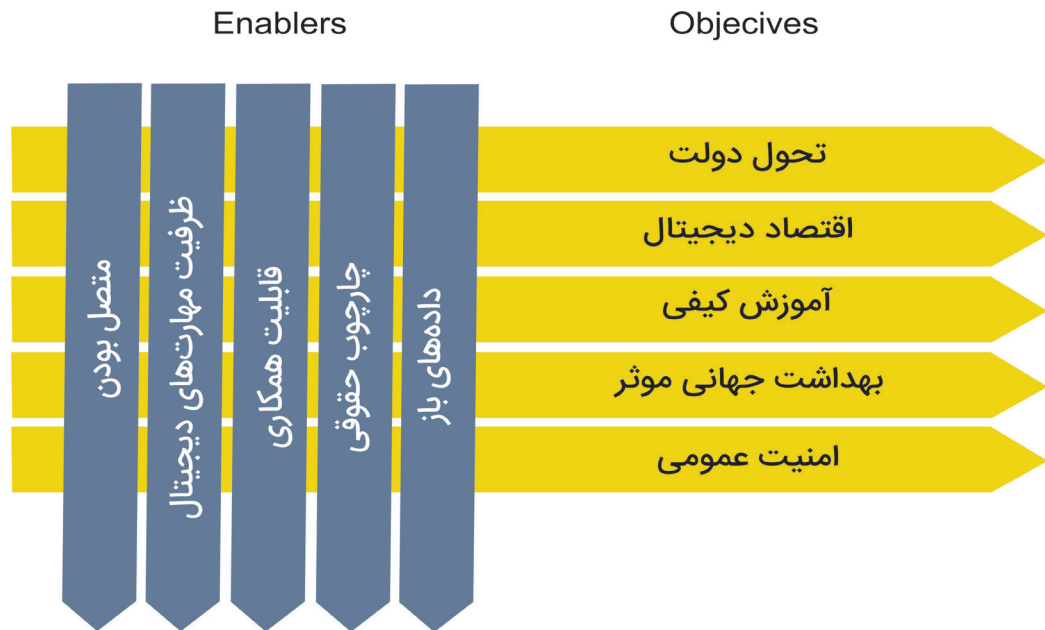 Enablers
Objecives
تحول دولت
اقتصاد دیجیتال
آموزش کیفی
بهداشت جهانی موثر
امنیت عمومی
متصل بودن
ظرفیت مهارت‌های دیجیتال
قابلیت همکاری
چارچوب حقوقی
داده‌های باز